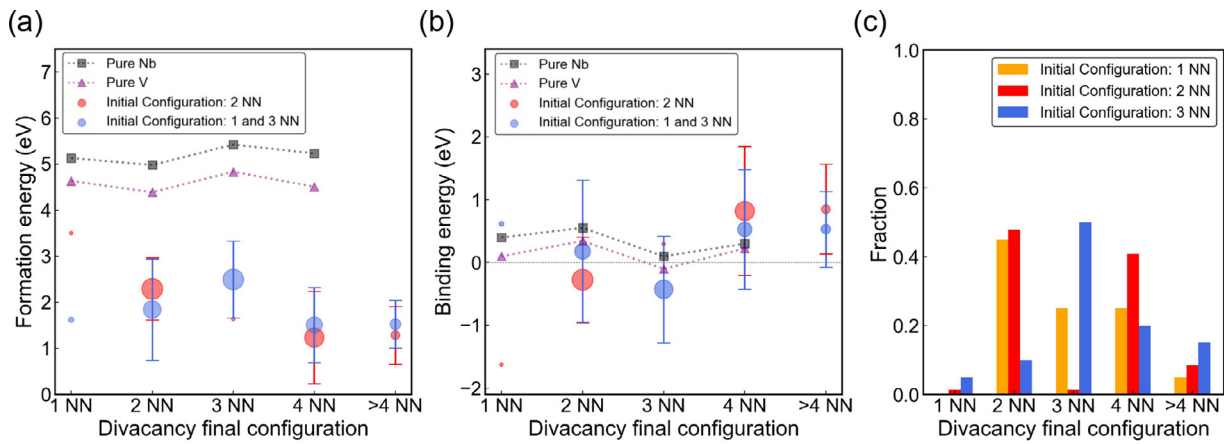 (a)
Formation energy (eV)
7
6
5
4
3
2
1
0
Pure Nb
Pure V
Initial Configuration: 2 NN
Initial Configuration: 1 and 3 NN
1 NN 2 NN 3 NN 4 NN >4 NN
Divacancy final configuration
(b)
Binding energy (eV)
3
2
1
0
−1
−2
Pure Nb
Pure V
Initial Configuration: 2 NN
Initial Configuration: 1 and 3 NN
1 NN 2 NN 3 NN 4 NN >4 NN
Divacancy final configuration
(c)
Fraction
1.0
0.8
0.6
0.4
0.2
0.0
Initial Configuration: 1 NN
Initial Configuration: 2 NN
Initial Configuration: 3 NN
1 NN 2 NN 3 NN 4 NN >4 NN
Divacancy final configuration